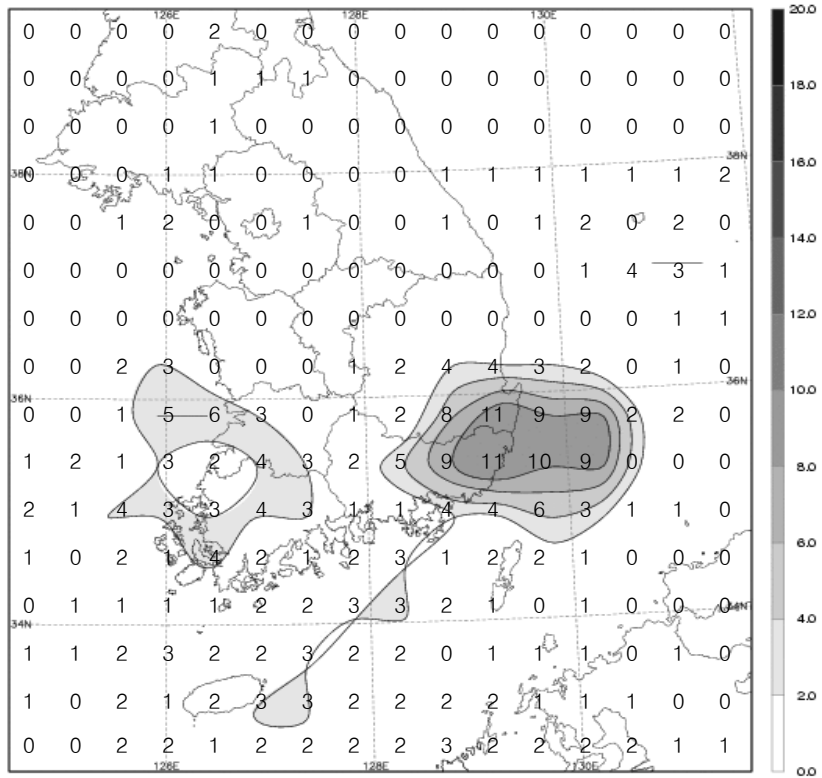 126E 128E 130E 20.0
0 0 0 0 2 0 0 0 0 0 0 0 0 0 0 0
0 0 0 0 1 1 1 0 0 0 0 0 0 0 0 0
18.0
0 0 0 0 1 0 0 0 0 0 0 0 0 0 0 0
38N 16.0
38N 0 0 0 1 1 0 0 0 0 1 1 1 1 1 1 2
0 0 1 2 0 0 1 0 0 1 0 1 2 0 2 0
14.0
0 0 0 0 0 0 0 0 0 0 0 0 1 4 3 1
12.0
0 0 0 0 0 0 0 0 0 0 0 0 0 0 1 1
0 0 2 3 0 0 0 1 2 4 4 3 2 0 1 0
36N 10.0
36N
0 0 1 5 6 3 0 1 2 8 11 9 9 2 2 0
1 2 1 3 2 4 3 2 5 9 11 10 9 0 0 0
8.0
2 1 4 3 3 4 3 1 1 4 4 6 3 1 1 0
6.0
1 0 2 1 4 2 1 2 3 1 2 2 1 0 0 0
0 1 1 1 1 2 2 3 3 2 1 0 1 0 0 0
34N 4.0
34N
1 1 2 3 2 2 3 2 2 0 1 1 1 0 1 0
1 0 2 1 2 3 3 2 2 2 2 1 1 1 0 0
2.0
0 0 2 2 1 2 2 2 2 3 2 2 2 2 1 1
126E 128E 130E 0.0